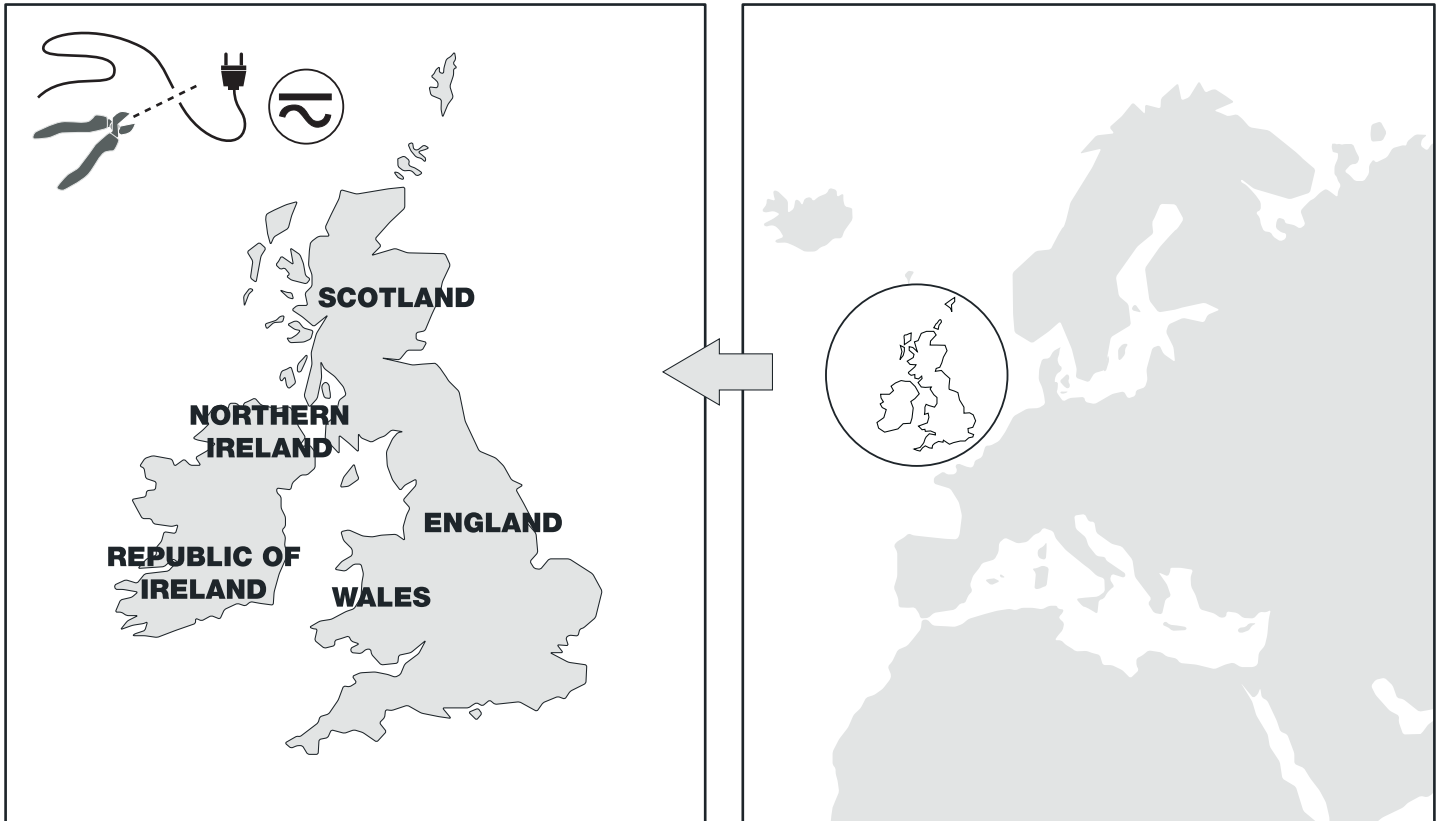 SCOTLAND
NORTHERN
IRELAND
ENGLAND
REPUBLIC OF
IRELAND
WALES